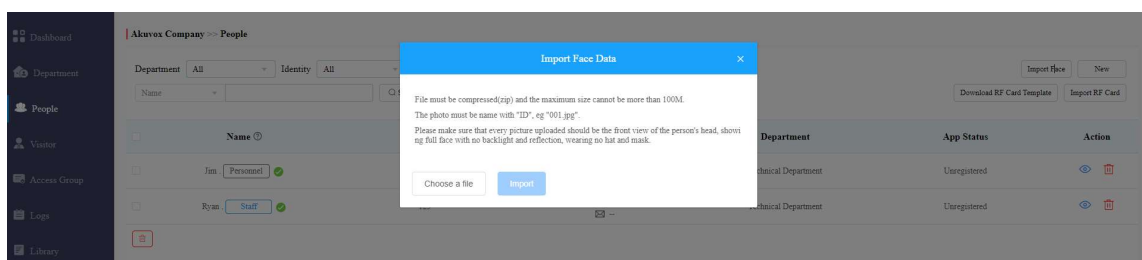 Dashboard
Department
People
Visitor
Access Group
Logs
Library
Akuvox Company >> People
Department All Identity All
Import Face New
Name
Download RF Card Template Import RF Card
Name Department App Status Action
Jim.. Personnel Technical Department Unregistered
Ryan.. Staff Technical Department Unregistered
Import Face Data ×
File must be compressed(zip) and the maximum size cannot be more than 100M.
The photo must be name with "ID", eg "001.jpg".
Please make sure that every picture uploaded should be the front view of the person's head, showi
ng full face with no backlight and reflection, wearing no hat and mask.
Choose a file Import